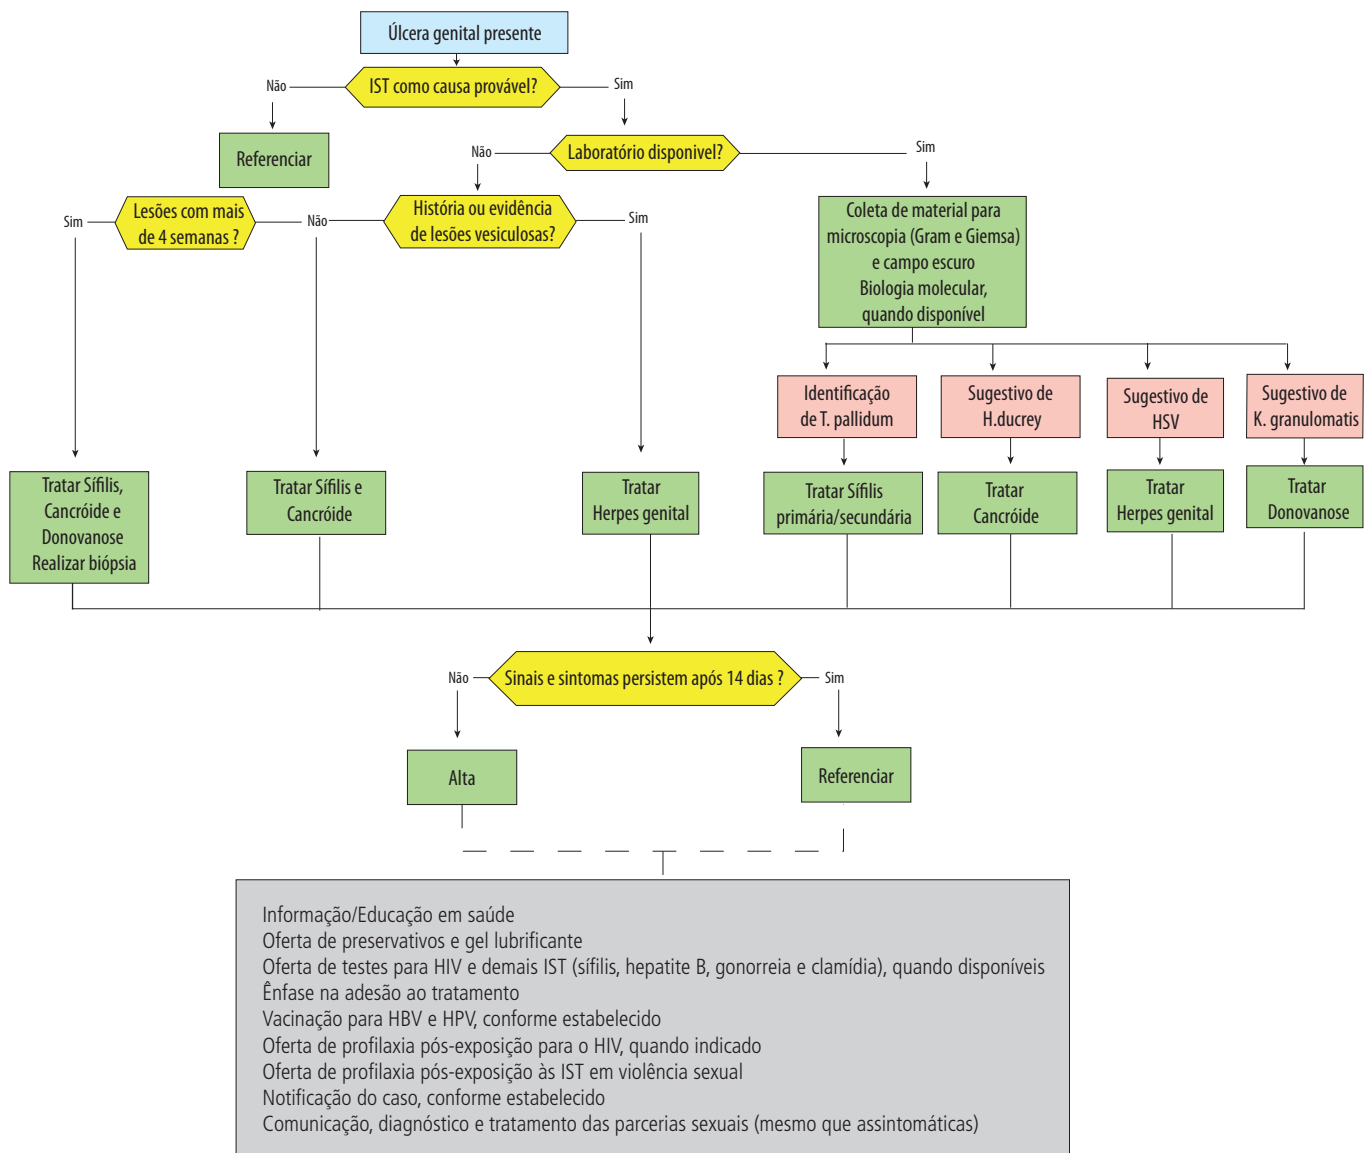 Úlcera genital presente
IST como causa provável?
Não
Sim
Referenciar
Laboratório disponivel?
Não
Sim
Lesões com mais
de 4 semanas ?
Sim
Não
História ou evidência
de lesões vesiculosas?
Sim
Coleta de material para
microscopia (Gram e Giemsa)
e campo escuro
Biologia molecular,
quando disponível
Identificação
de T. pallidum
Sugestivo de
H.ducrey
Sugestivo de
HSV
Sugestivo de
K. granulomatis
Tratar Sífilis,
Cancróide e
Donovanose
Realizar biópsia
Tratar Sífilis e
Cancróide
Tratar
Herpes genital
Tratar Sífilis
primária/secundária
Tratar
Cancróide
Tratar
Herpes genital
Tratar
Donovanose
Sinais e sintomas persistem após 14 dias ?
Não
Sim
Alta
Referenciar
Informação/Educação em saúde
Oferta de preservativos e gel lubrificante
Oferta de testes para HIV e demais IST (sífilis, hepatite B, gonorreia e clamídia), quando disponíveis
Ênfase na adesão ao tratamento
Vacinação para HBV e HPV, conforme estabelecido
Oferta de profilaxia pós-exposição para o HIV, quando indicado
Oferta de profilaxia pós-exposição às IST em violência sexual
Notificação do caso, conforme estabelecido
Comunicação, diagnóstico e tratamento das parcerias sexuais (mesmo que assintomáticas)